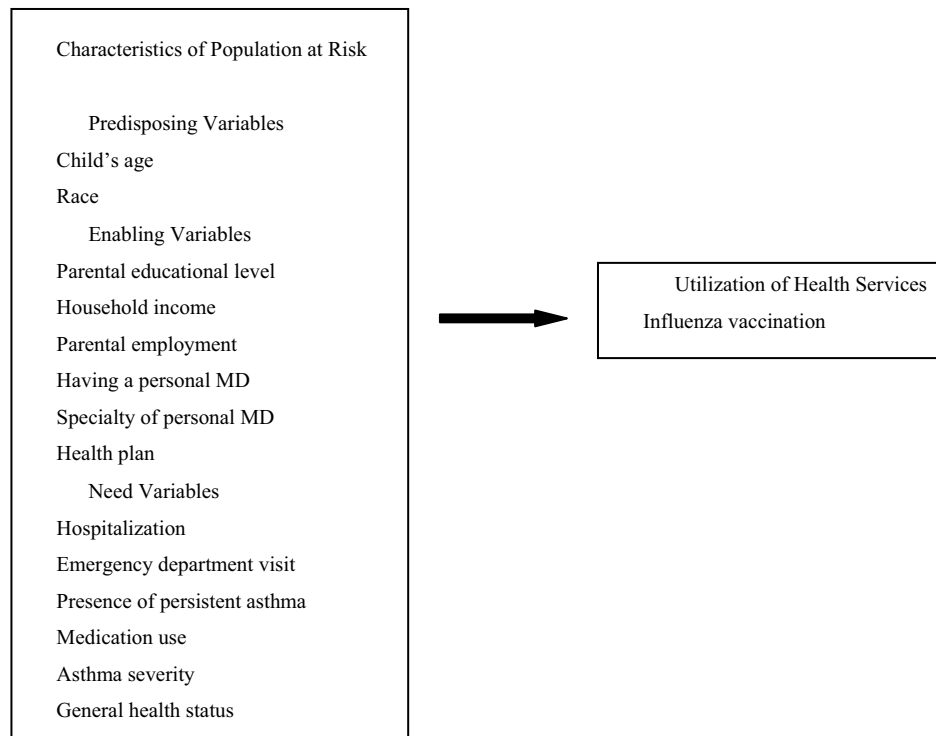 Characteristics of Population at Risk
Predisposing Variables
Child’s age
Race
Enabling Variables
Parental educational level
Household income
Parental employment
Having a personal MD
Specialty of personal MD
Health plan
Need Variables
Hospitalization
Emergency department visit
Presence of persistent asthma
Medication use
Asthma severity
General health status
Utilization of Health Services
Influenza vaccination